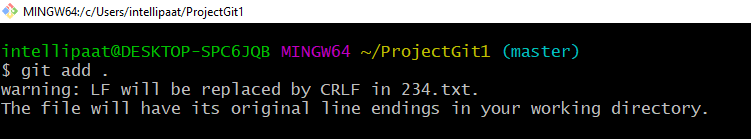 MINGW64:/c/Users/intellipaat/ProjectGit1
intellipaat@DESKTOP-SPC6JQB MINGW64 ~/ProjectGit1 (master)
$ git add .
warning: LF will be replaced by CRLF in 234.txt.
The file will have its original line endings in your working directory.